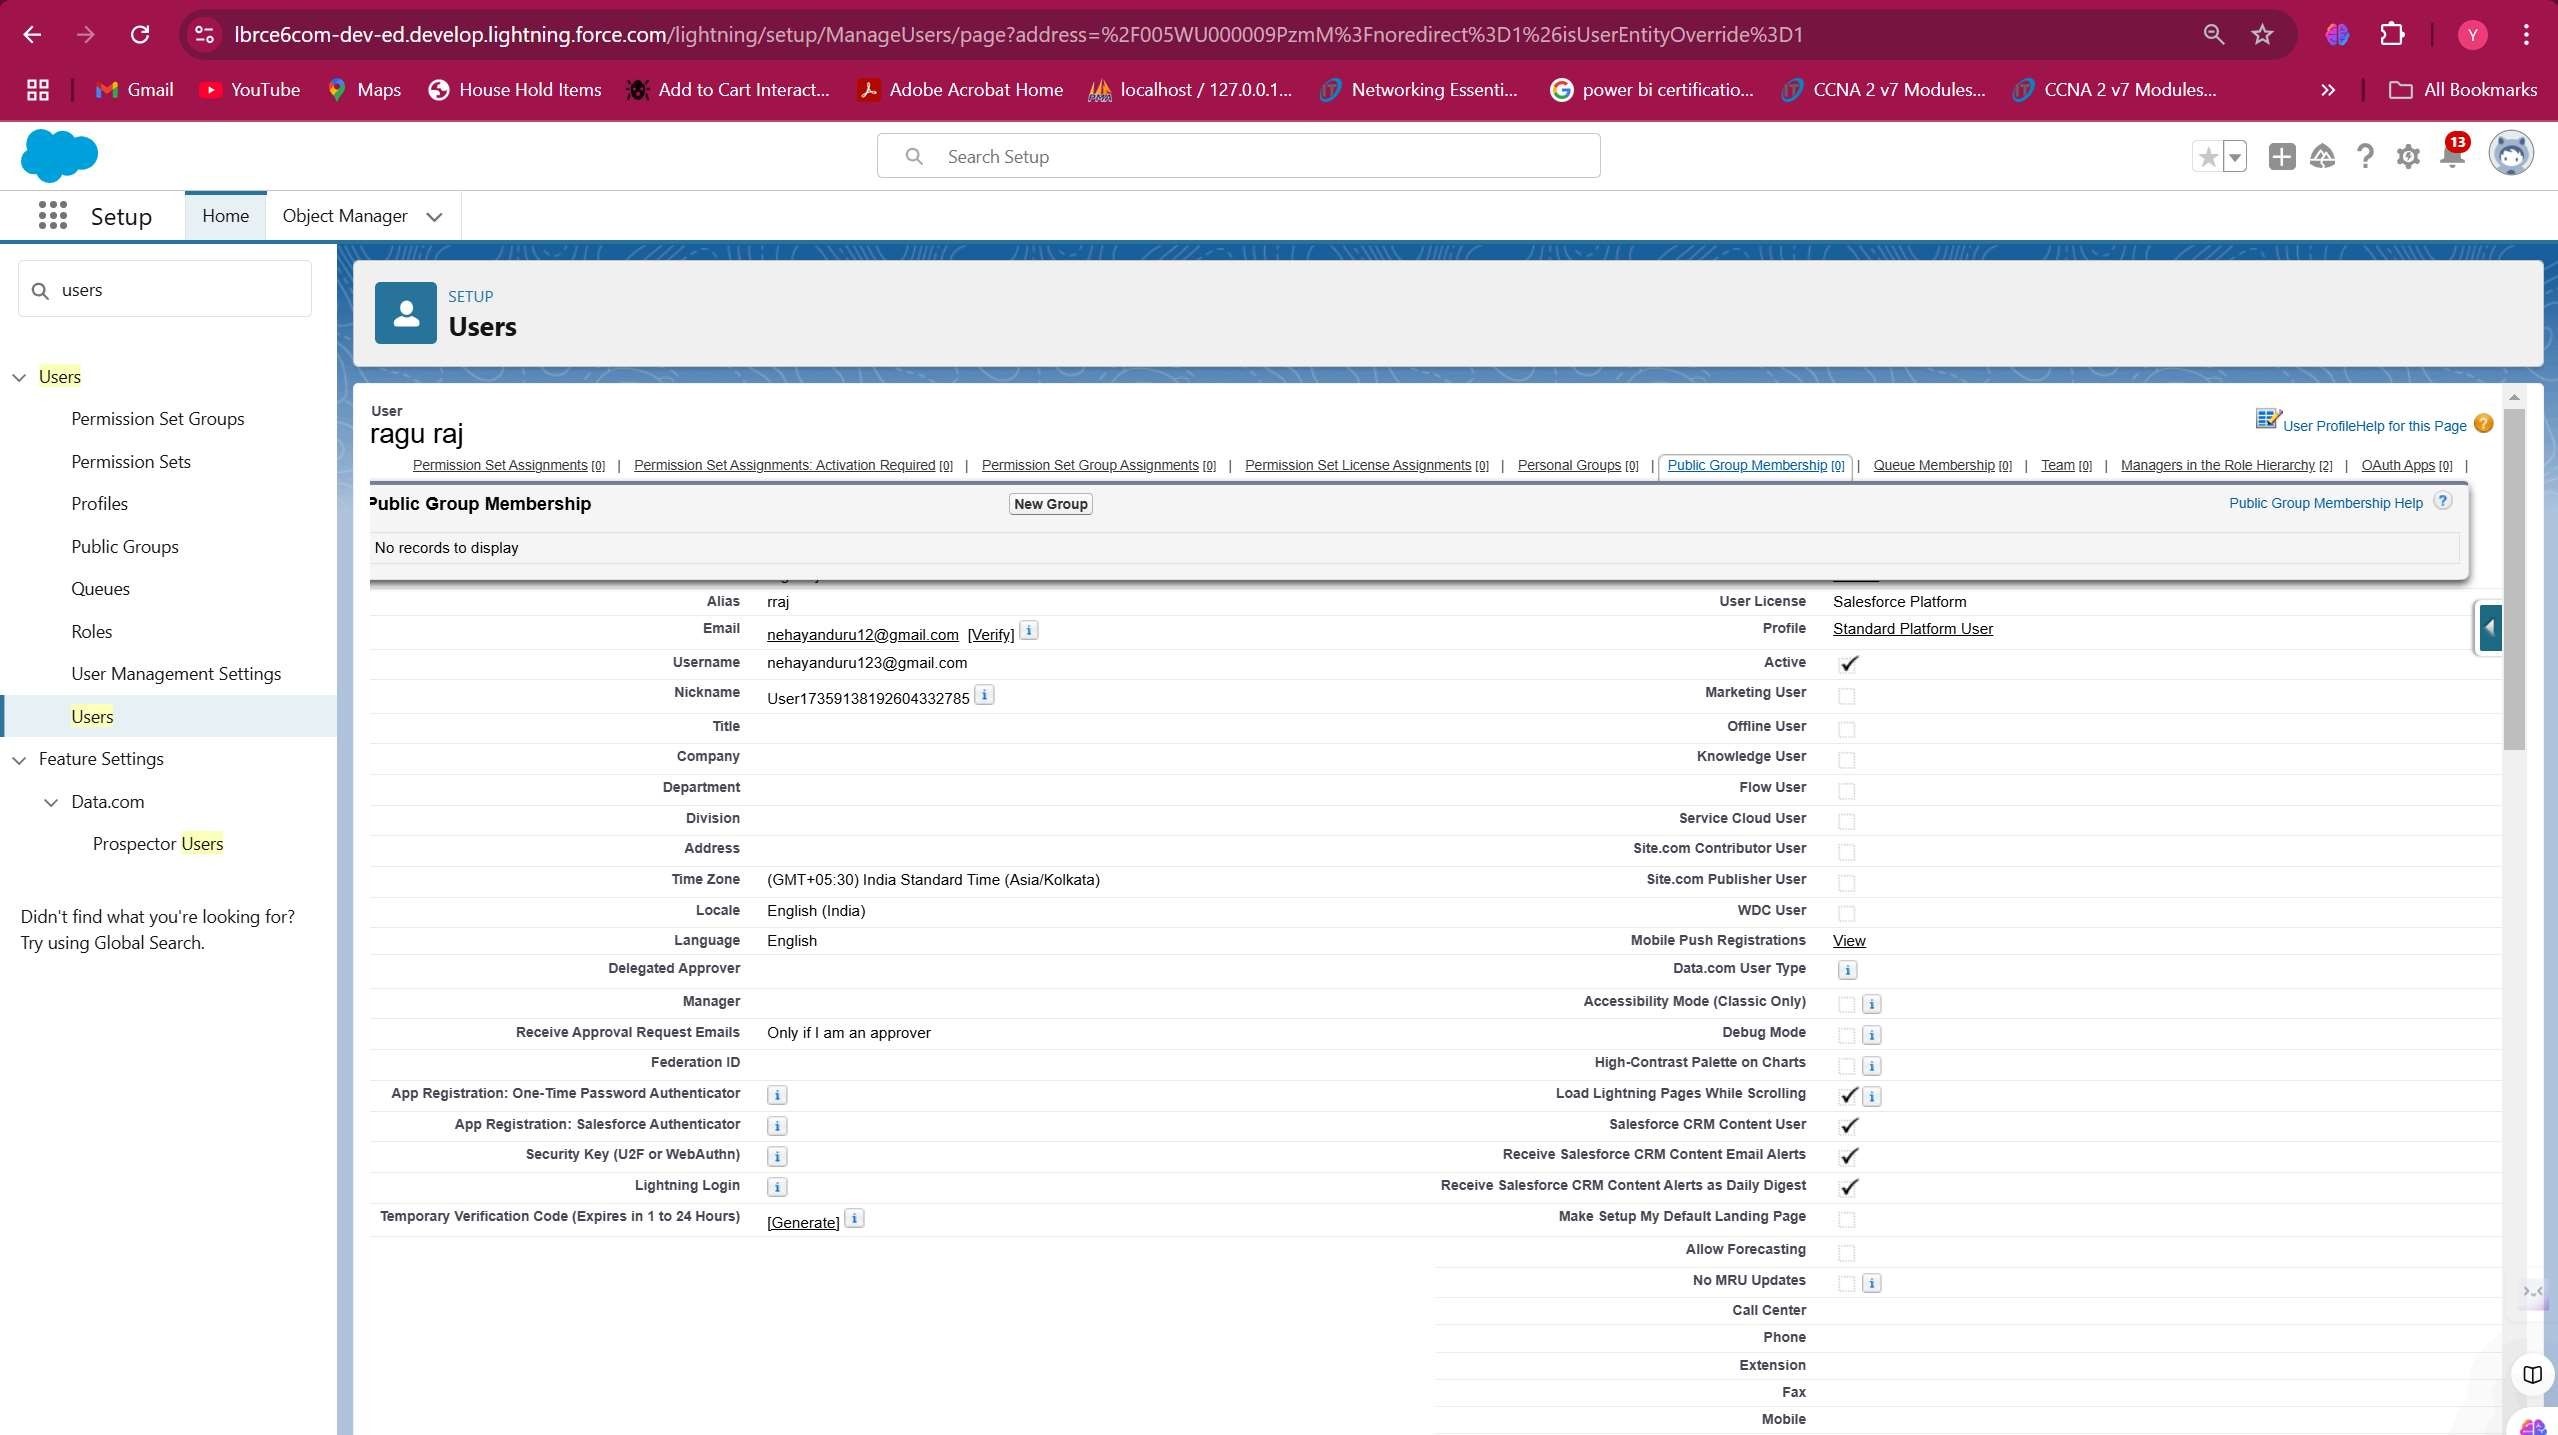 lbrce6com-dev-ed.develop.lightning.force.com/lightning/setup/ManageUsers/page?address=%2F005WU000009PzmM%3Fnoredirect%3D1%26isUserEntityOverride%3D1
Y
Gmail YouTube Maps House Hold Items Add to Cart Interact... Adobe Acrobat Home localhost / 127.0.0.1... Networking Essenti... power bi certificatio... CCNA 2 v7 Modules... CCNA 2 v7 Modules... All Bookmarks
Search Setup
13
Setup Home Object Manager
users
Users
Permission Set Groups
Permission Sets
Profiles
Public Groups
Queues
Roles
User Management Settings
Users
Feature Settings
Data.com
Prospector Users
Didn't find what you're looking for?
Try using Global Search.
SETUP
Users
User
ragu raj
User Profile Help for this Page
Permission Set Assignments [0] | Permission Set Assignments: Activation Required [0] | Permission Set Group Assignments [0] | Permission Set License Assignments [0] | Personal Groups [0] | Public Group Membership [0] | Queue Membership [0] | Team [0] | Managers in the Role Hierarchy [2] | OAuth Apps [0] |
Public Group Membership New Group Public Group Membership Help
No records to display
Alias rraj User License Salesforce Platform
Email nehayanduru12@gmail.com [Verify] Profile Standard Platform User
Username nehayanduru123@gmail.com Active
Nickname User17359138192604332785 Marketing User
Title Offline User
Company Knowledge User
Department Flow User
Division Service Cloud User
Address Site.com Contributor User
Time Zone (GMT+05:30) India Standard Time (Asia/Kolkata) Site.com Publisher User
Locale English (India) WDC User
Language English Mobile Push Registrations View
Delegated Approver Data.com User Type
Manager Accessibility Mode (Classic Only)
Receive Approval Request Emails Only if I am an approver Debug Mode
Federation ID High-Contrast Palette on Charts
App Registration: One-Time Password Authenticator Load Lightning Pages While Scrolling
App Registration: Salesforce Authenticator Salesforce CRM Content User
Security Key (U2F or WebAuthn) Receive Salesforce CRM Content Email Alerts
Lightning Login Receive Salesforce CRM Content Alerts as Daily Digest
Temporary Verification Code (Expires in 1 to 24 Hours) [Generate] Make Setup My Default Landing Page
Allow Forecasting
No MRU Updates
Call Center
Phone
Extension
Fax
Mobile